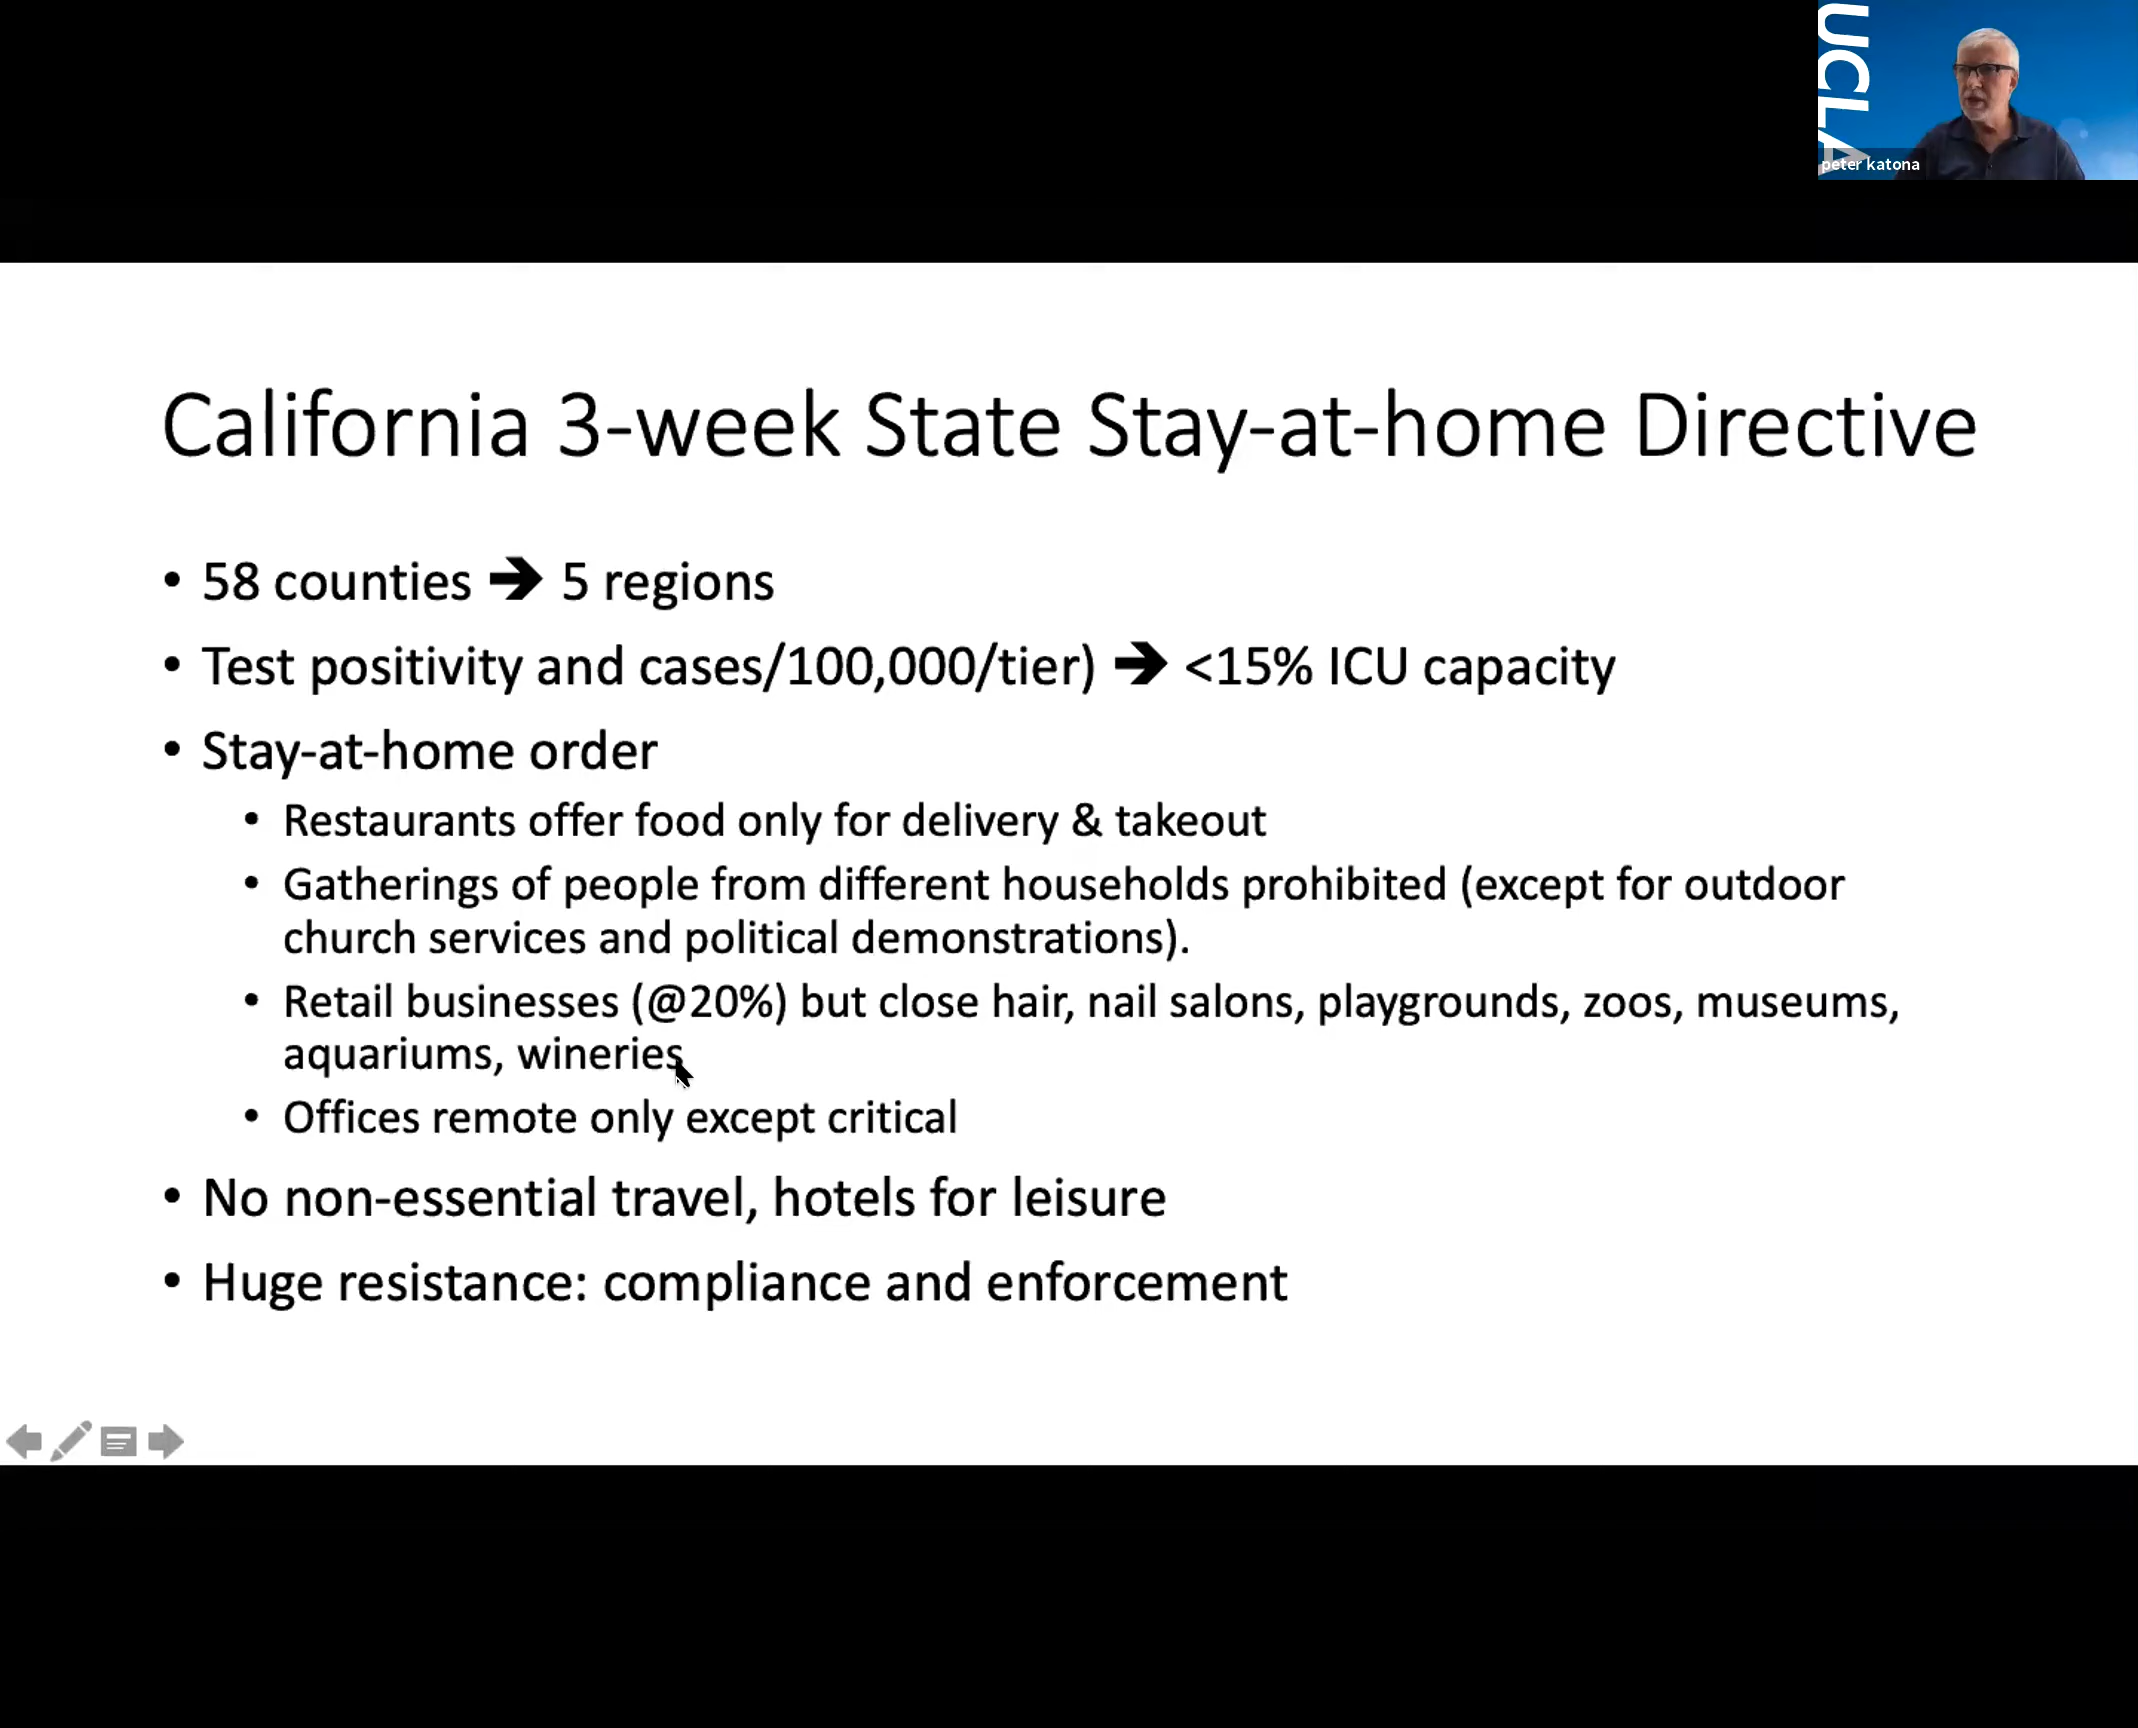 UCLA
peter katona
California 3-week State Stay-at-home Directive
• 58 counties ➔ 5 regions
• Test positivity and cases/100,000/tier) ➔ <15% ICU capacity
• Stay-at-home order
• Restaurants offer food only for delivery & takeout
• Gatherings of people from different households prohibited (except for outdoor
church services and political demonstrations).
• Retail businesses (@20%) but close hair, nail salons, playgrounds, zoos, museums,
aquariums, wineries
• Offices remote only except critical
• No non-essential travel, hotels for leisure
• Huge resistance: compliance and enforcement